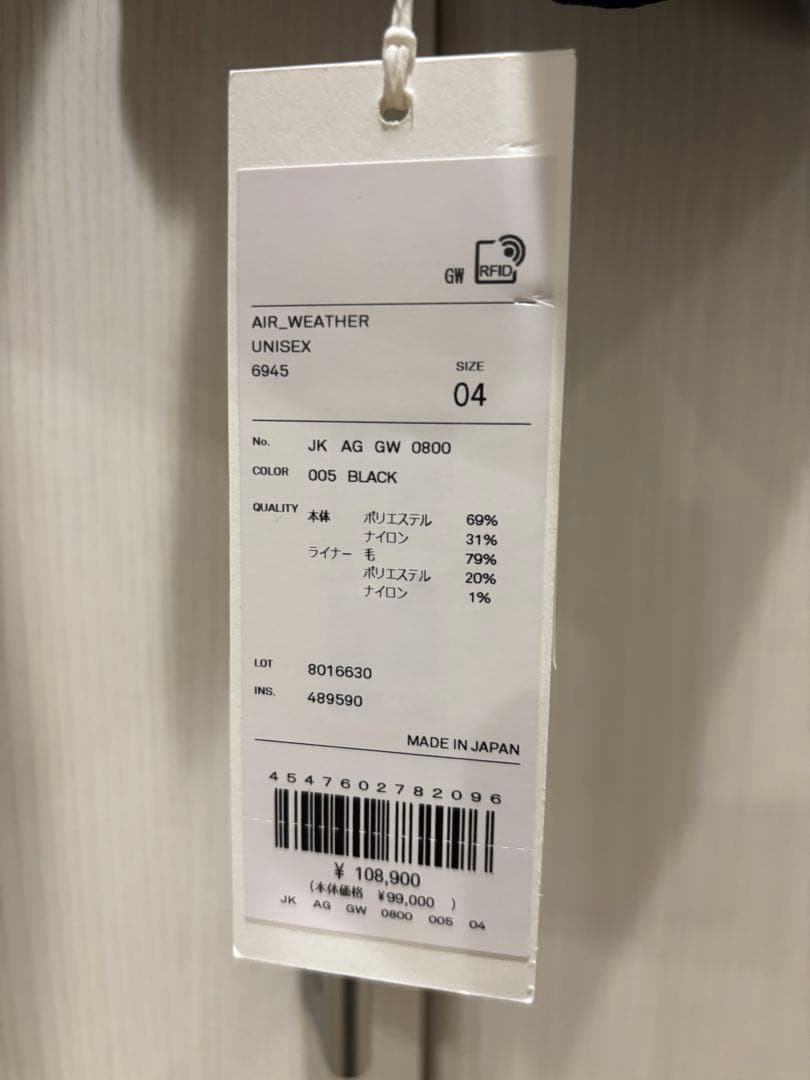 GW RFID
AIR_WEATHER
UNISEX
6945
SIZE
04
No. JK AG GW 0800
COLOR 005 BLACK
QUALITY 本体 ポリエステル 69%
ナイロン 31%
ライナー 毛 79%
ポリエステル 20%
ナイロン 1%
LOT 8016630
INS. 489590
MADE IN JAPAN
4547602782096
¥ 108,900
(本体価格 ¥99,000 )
JK AG GW 0800 005 04